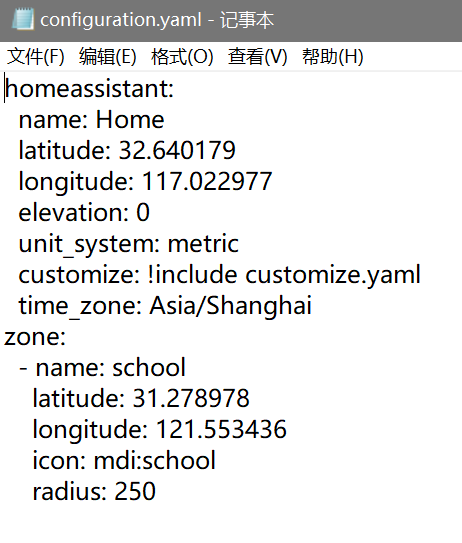 configuration.yaml - 记事本
文件(F) 编辑(E) 格式(O) 查看(V) 帮助(H)
homeassistant:
  name: Home
  latitude: 32.640179
  longitude: 117.022977
  elevation: 0
  unit_system: metric
  customize: !include customize.yaml
  time_zone: Asia/Shanghai
zone:
  - name: school
    latitude: 31.278978
    longitude: 121.553436
    icon: mdi:school
    radius: 250